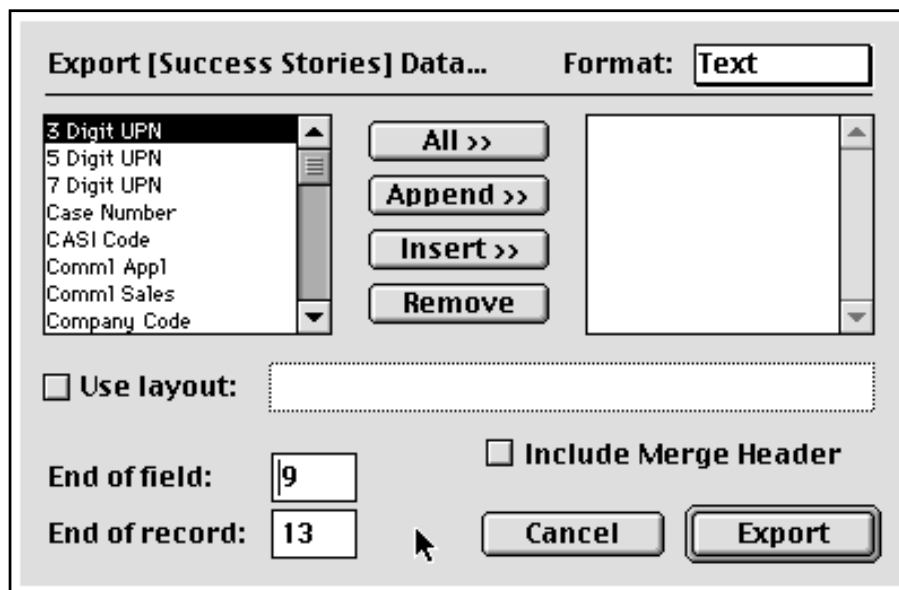 Export [Success Stories] Data... Format: Text
3 Digit UPN
5 Digit UPN
7 Digit UPN
Case Number
CASI Code
Comml Appl
Comml Sales
Company Code
All >>
Append >>
Insert >>
Remove
Use layout:
Include Merge Header
End of field: 9
End of record: 13
Cancel
Export